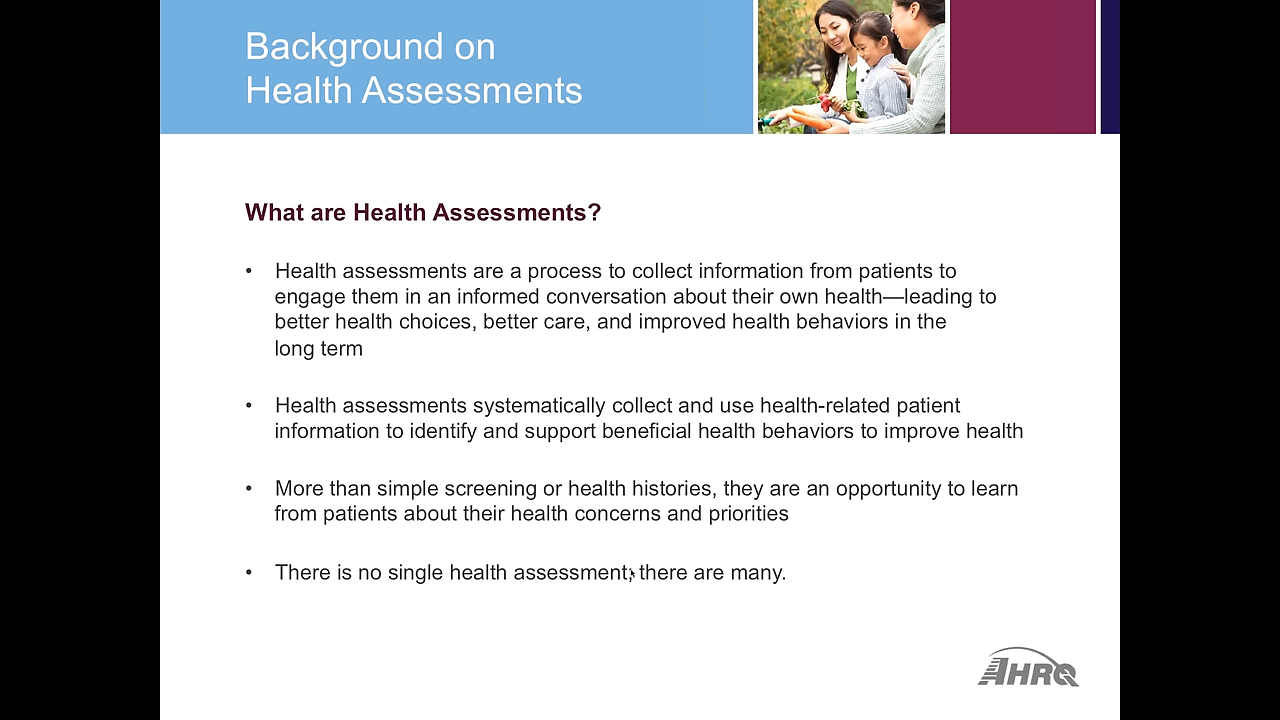 Background on
Health Assessments
What are Health Assessments?
• Health assessments are a process to collect information from patients to
engage them in an informed conversation about their own health—leading to
better health choices, better care, and improved health behaviors in the
long term
• Health assessments systematically collect and use health-related patient
information to identify and support beneficial health behaviors to improve health
• More than simple screening or health histories, they are an opportunity to learn
from patients about their health concerns and priorities
• There is no single health assessment; there are many.
AHRQ